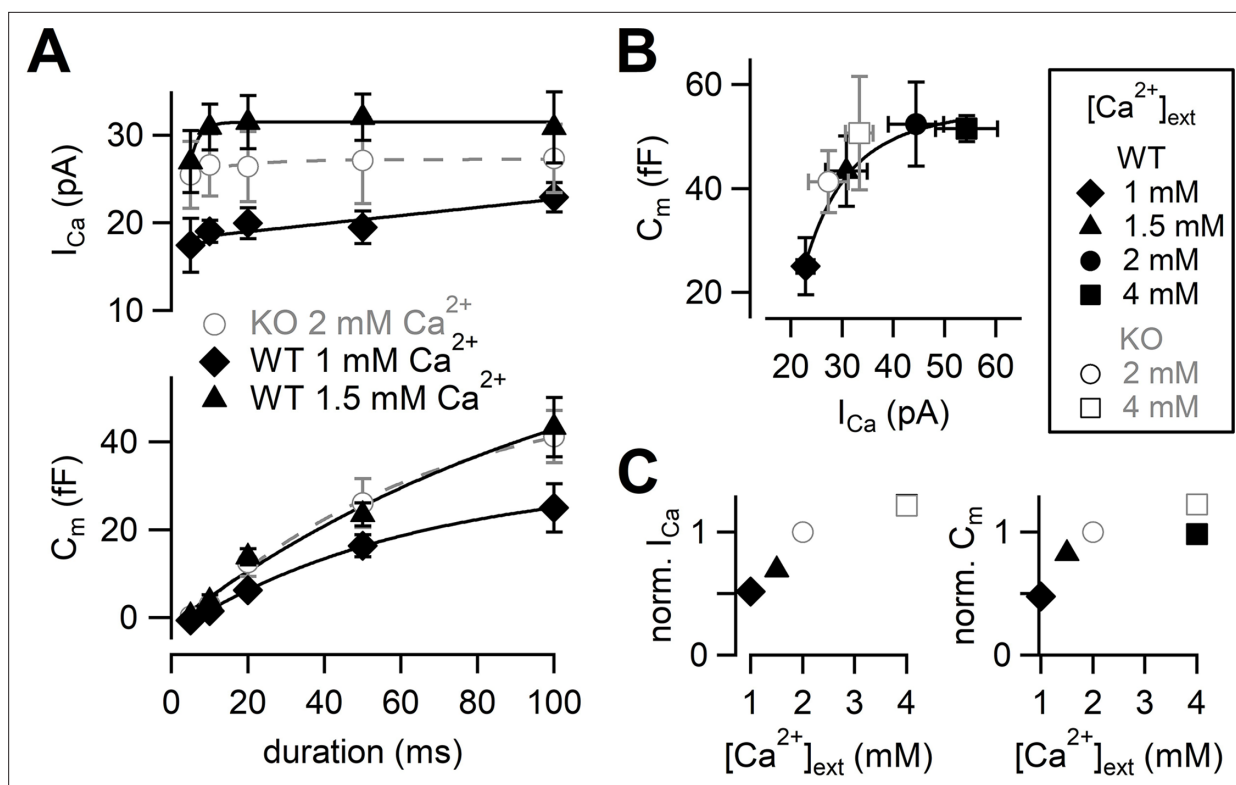 A
B
I_Ca (pA)
30
20
10
KO 2 mM Ca²⁺
WT 1 mM Ca²⁺
WT 1.5 mM Ca²⁺
C_m (fF)
40
20
0
0 20 40 60 80 100
duration (ms)
C_m (fF)
60
40
20
20 30 40 50 60
I_Ca (pA)
[Ca²⁺]_ext
WT
1 mM
1.5 mM
2 mM
4 mM
KO
2 mM
4 mM
C
norm. I_Ca
1
0
1 2 3 4
[Ca²⁺]_ext (mM)
norm. C_m
1
0
1 2 3 4
[Ca²⁺]_ext (mM)